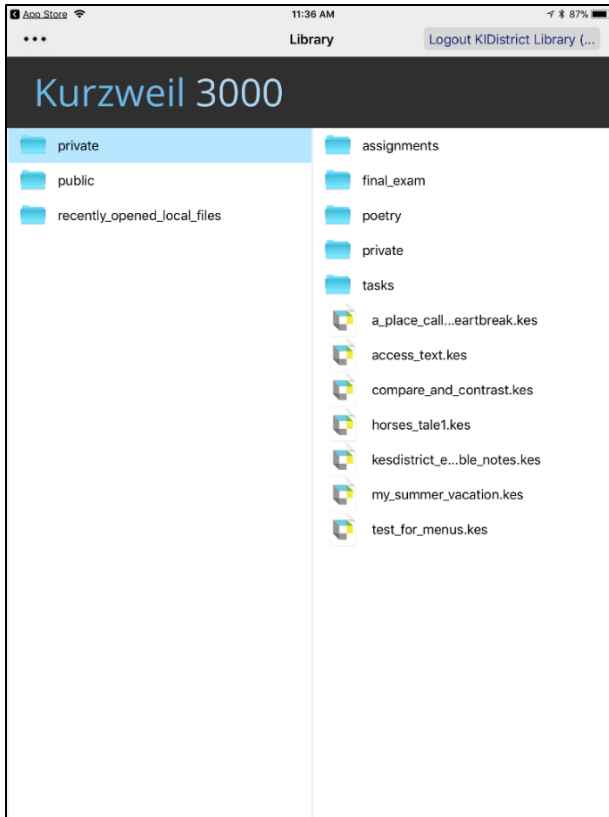 App Store 11:36 AM 87%
••• Library Logout KIDistrict Library (...
Kurzweil 3000
private
public
recently_opened_local_files
assignments
final_exam
poetry
private
tasks
a_place_call...eartbreak.kes
access_text.kes
compare_and_contrast.kes
horses_tale1.kes
kesdistrict_e...ble_notes.kes
my_summer_vacation.kes
test_for_menus.kes